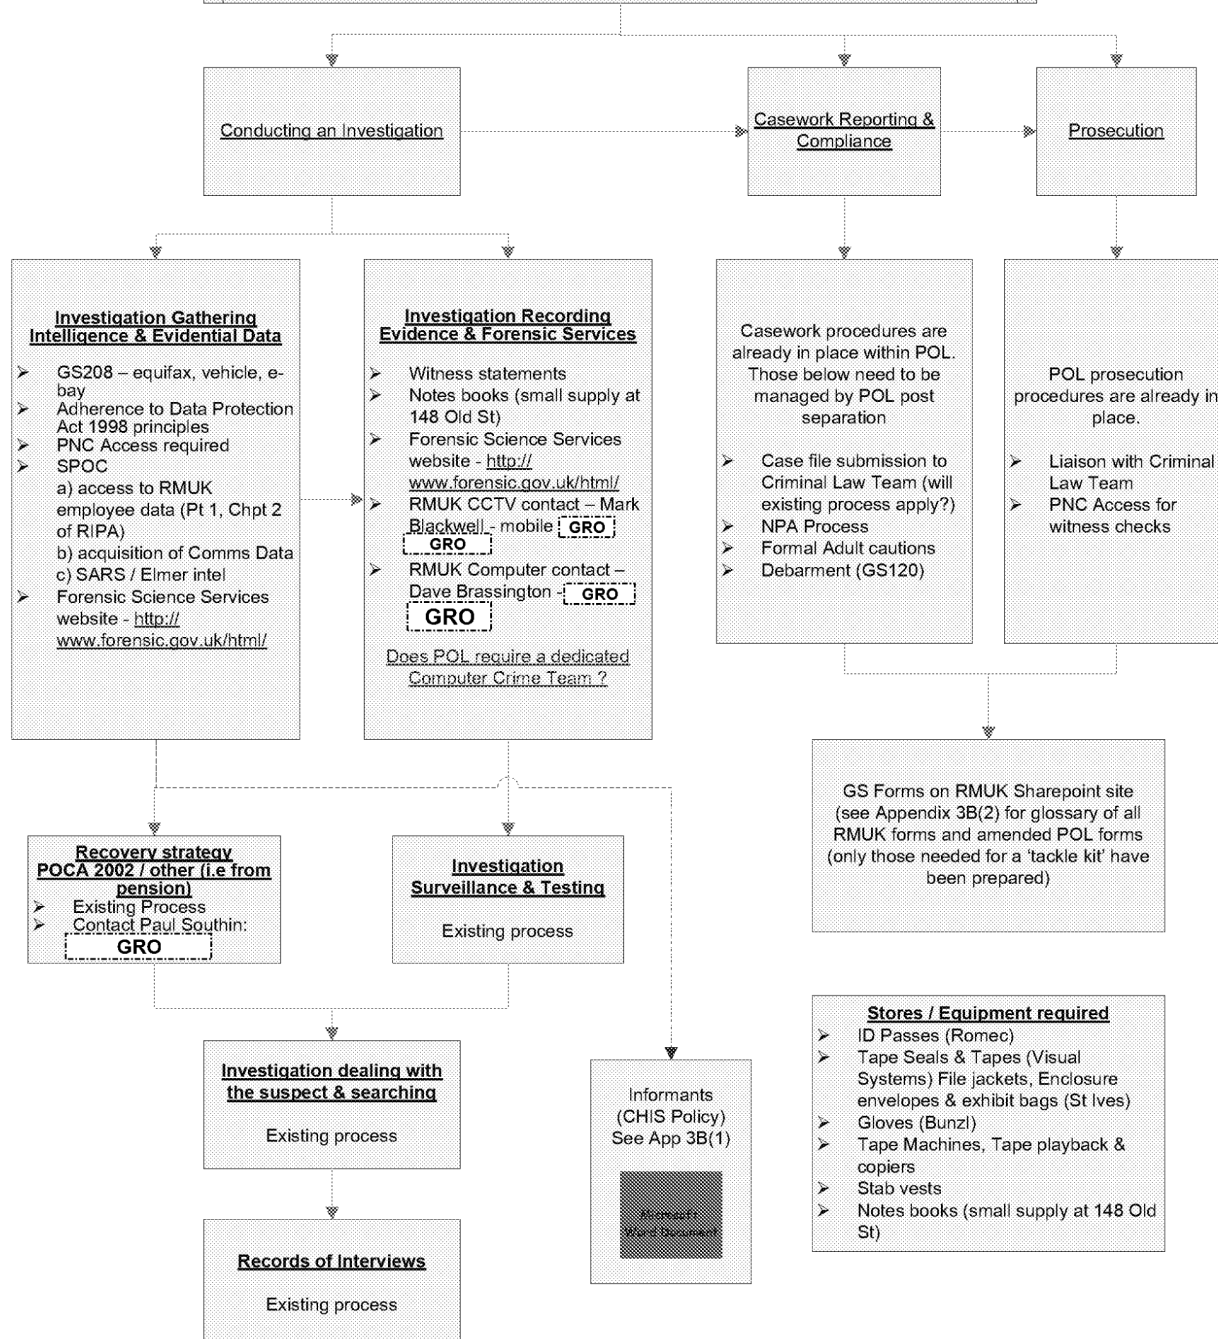 Conducting an Investigation
Casework Reporting &
Compliance
Prosecution
Investigation Gathering
Intelligence & Evidential Data
➢ GS208 – equifax, vehicle, e-
bay
➢ Adherence to Data Protection
Act 1998 principles
➢ PNC Access required
➢ SPOC
a) access to RMUK
employee data (Pt 1, Chpt 2
of RIPA)
b) acquisition of Comms Data
c) SARS / Elmer intel
➢ Forensic Science Services
website - http://
www.forensic.gov.uk/html/
Investigation Recording
Evidence & Forensic Services
➢ Witness statements
➢ Notes books (small supply at
148 Old St)
➢ Forensic Science Services
website - http://
www.forensic.gov.uk/html/
➢ RMUK CCTV contact – Mark
Blackwell - mobile GRO
GRO
➢ RMUK Computer contact –
Dave Brassington - GRO
GRO
Does POL require a dedicated
Computer Crime Team ?
Casework procedures are
already in place within POL.
Those below need to be
managed by POL post
separation
➢ Case file submission to
Criminal Law Team (will
existing process apply?)
➢ NPA Process
➢ Formal Adult cautions
➢ Debarment (GS120)
POL prosecution
procedures are already in
place.
➢ Liaison with Criminal
Law Team
➢ PNC Access for
witness checks
GS Forms on RMUK Sharepoint site
(see Appendix 3B(2) for glossary of all
RMUK forms and amended POL forms
(only those needed for a ‘tackle kit’ have
been prepared)
Recovery strategy
POCA 2002 / other (i.e from
pension)
➢ Existing Process
➢ Contact Paul Southin:
GRO
Investigation
Surveillance & Testing
Existing process
Investigation dealing with
the suspect & searching
Existing process
Informants
(CHIS Policy)
See App 3B(1)
Microsoft
Word Document
Stores / Equipment required
➢ ID Passes (Romec)
➢ Tape Seals & Tapes (Visual
Systems) File jackets, Enclosure
envelopes & exhibit bags (St Ives)
➢ Gloves (Bunzl)
➢ Tape Machines, Tape playback &
copiers
➢ Stab vests
➢ Notes books (small supply at 148 Old
St)
Records of Interviews
Existing process